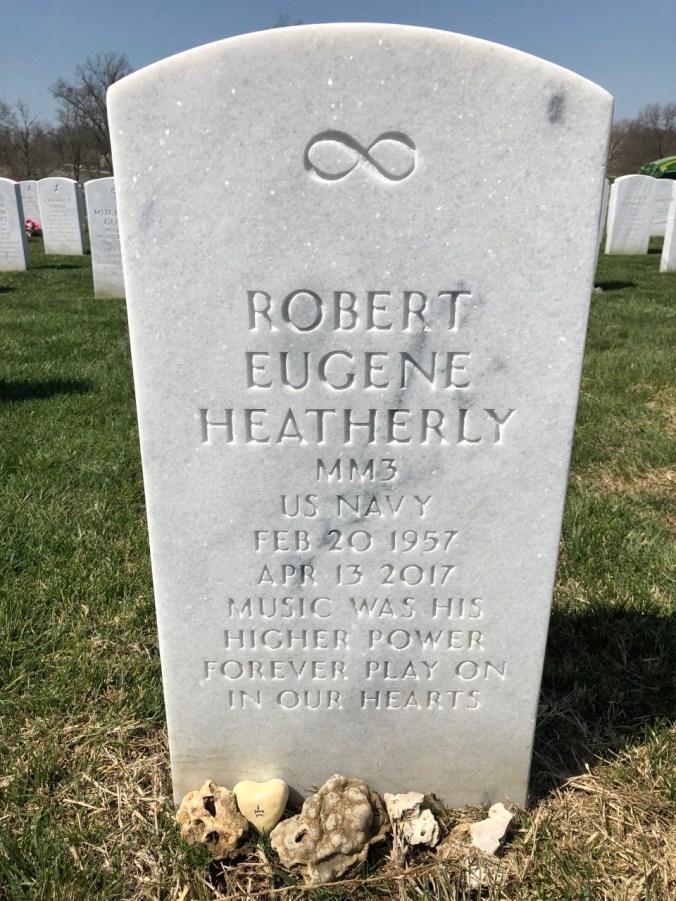 ROBERT
EUGENE
HEATHERLY
MM3
US NAVY
FEB 20 1957
APR 13 2017
MUSIC WAS HIS
HIGHER POWER
FOREVER PLAY ON
IN OUR HEARTS